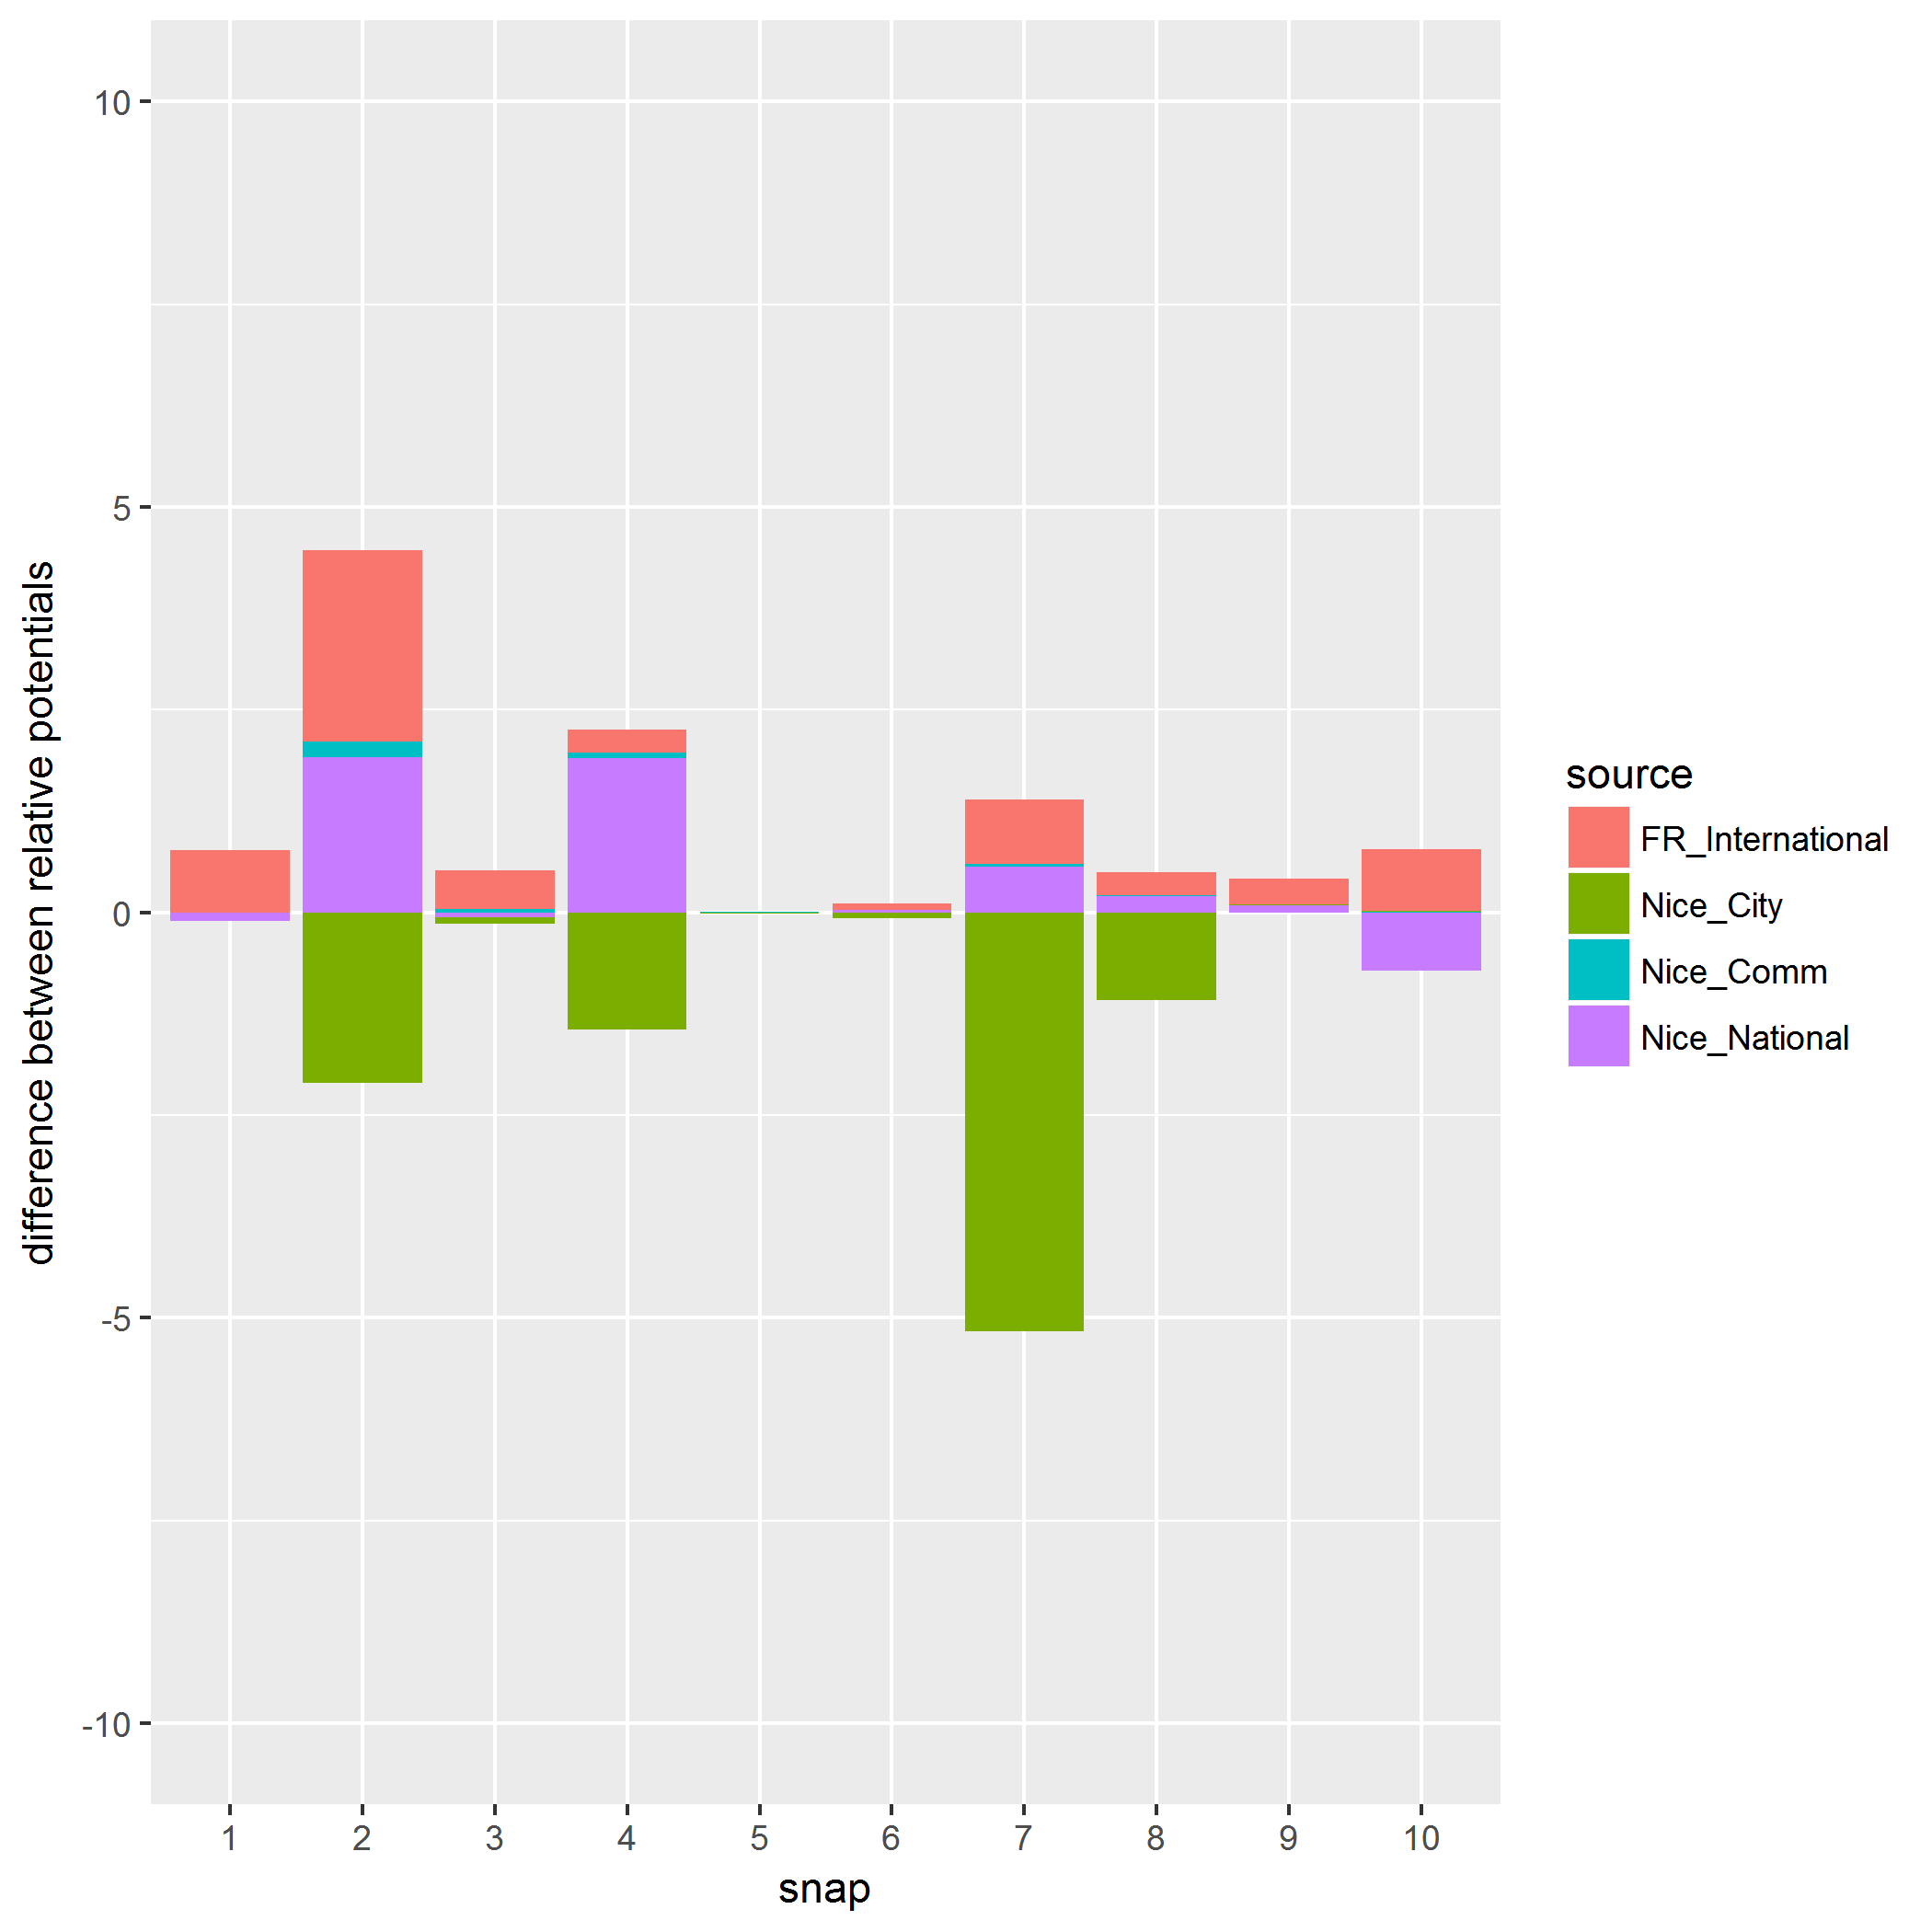 difference between relative potentials
10
5
0
-5
-10
1 2 3 4 5 6 7 8 9 10
snap
source
FR_International
Nice_City
Nice_Comm
Nice_National